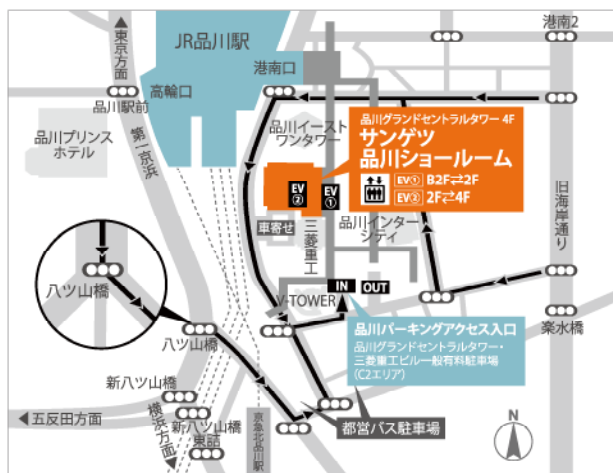 東京方面
JR品川駅
港南2
港南口
高輪口
品川駅前
品川プリンス
ホテル
第一京浜
品川イースト
ワンタワー
品川グランドセントラルタワー 4F
サンゲツ
品川ショールーム
EV① B2F⇄2F
EV② 2F⇄4F
EV
②
EV
①
車寄せ
三菱重工
品川インター
シティ
旧海岸通り
八ツ山橋
V-TOWER
IN
OUT
楽水橋
品川パーキングアクセス入口
品川グランドセントラルタワー・
三菱重工ビル一般有料駐車場
(C2エリア)
八ツ山橋
新八ツ山橋
五反田方面
横浜方面
新八ツ山橋
東詰
京急北品川駅
都営バス駐車場
N